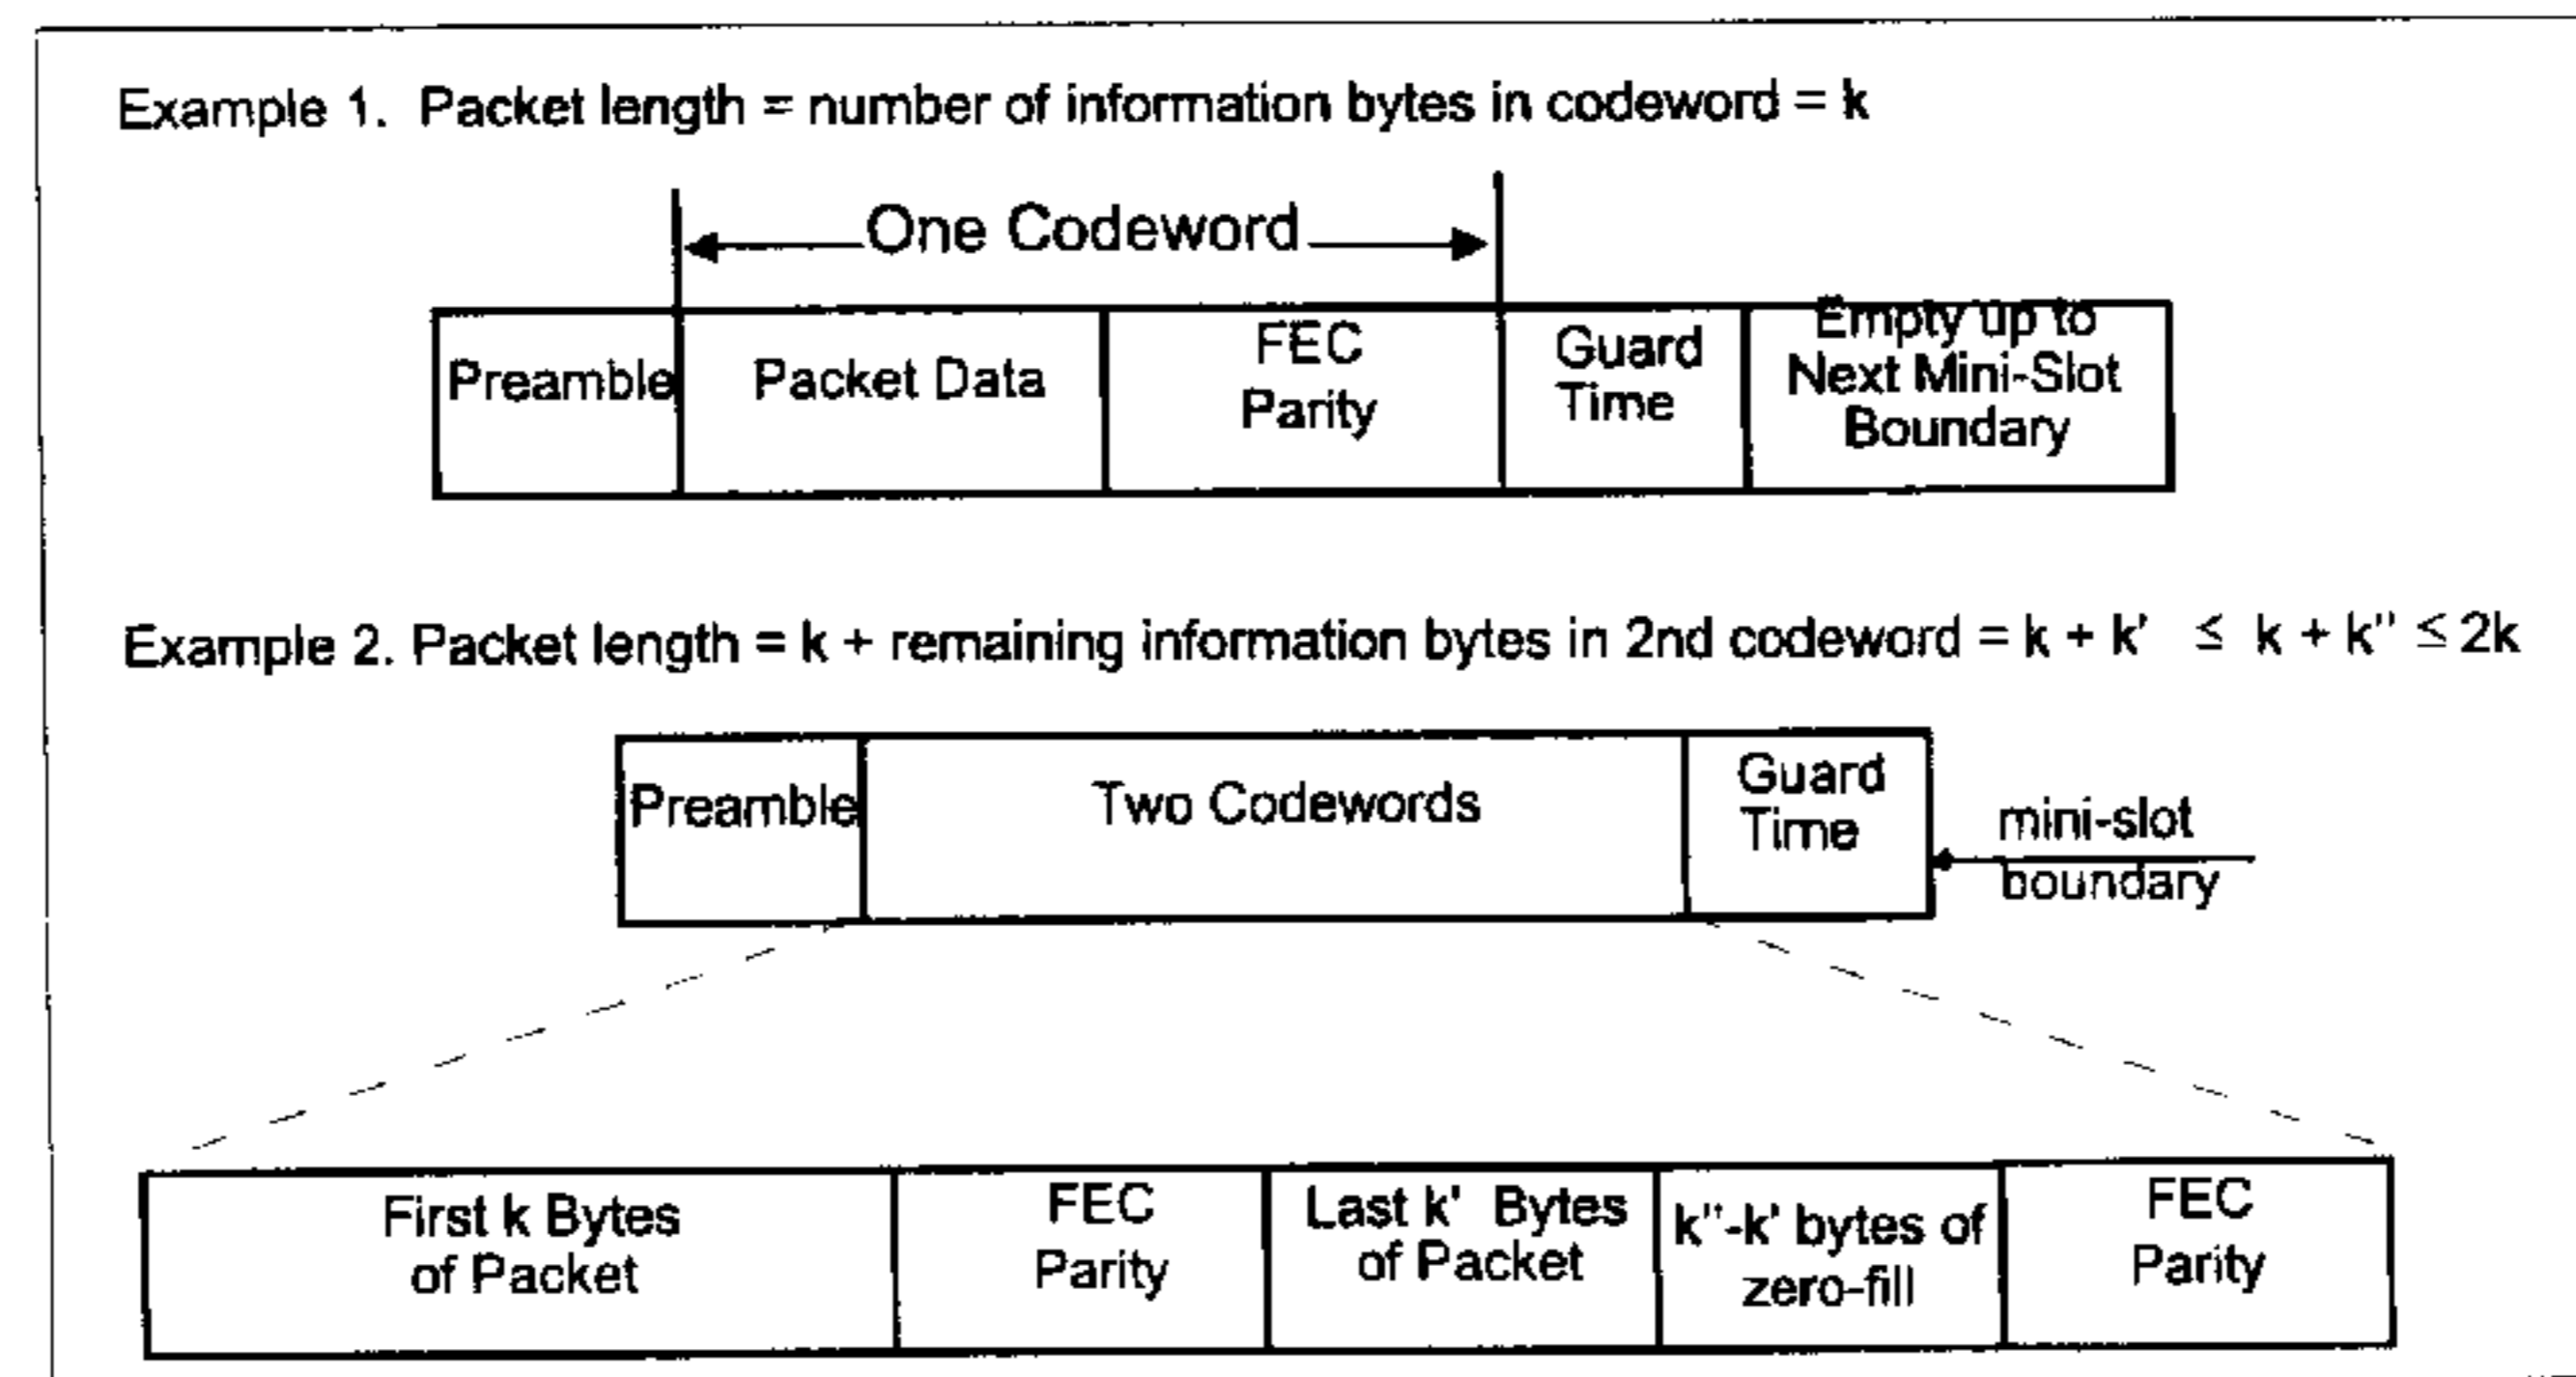 Example 1. Packet length = number of information bytes in codeword = k
One Codeword
Preamble
Packet Data
FEC
Parity
Guard
Time
Empty up to
Next Mini-Slot
Boundary
Example 2. Packet length = k + remaining information bytes in 2nd codeword = k + k' ≤ k + k'' ≤ 2k
Preamble
Two Codewords
Guard
Time
mini-slot
boundary
First k Bytes
of Packet
FEC
Parity
Last k' Bytes
of Packet
k''-k' bytes of
zero-fill
FEC
Parity